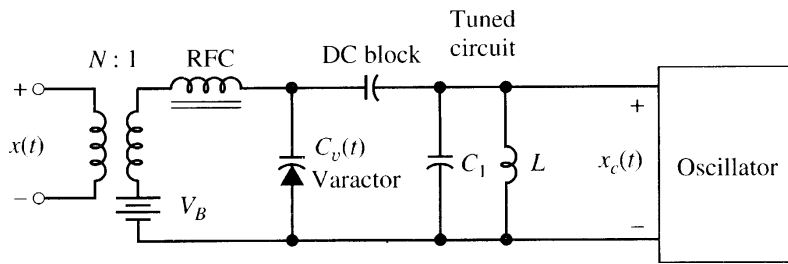 Tuned
circuit
N : 1
RFC
DC block
+
x(t)
−
C_v(t)
Varactor
V_B
C_1
L
+
x_c(t)
−
Oscillator